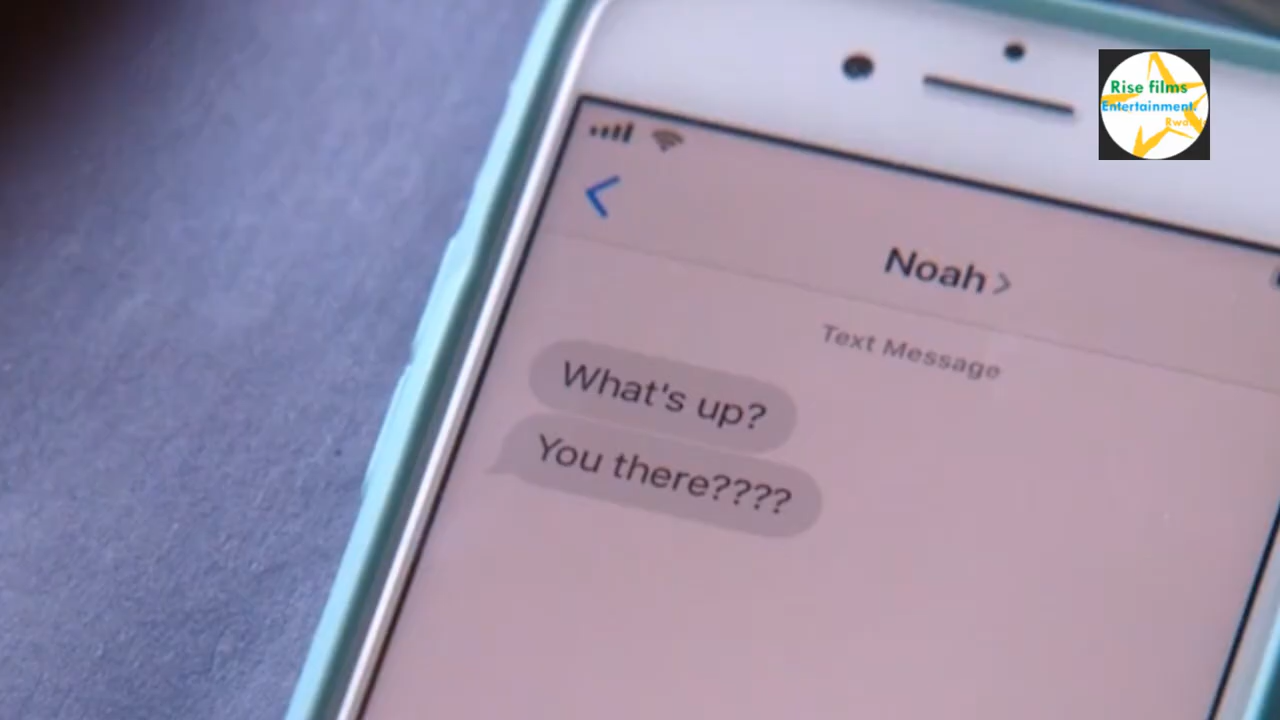 Rise films
Entertainment.
Noah
Text Message
What's up?
You there????